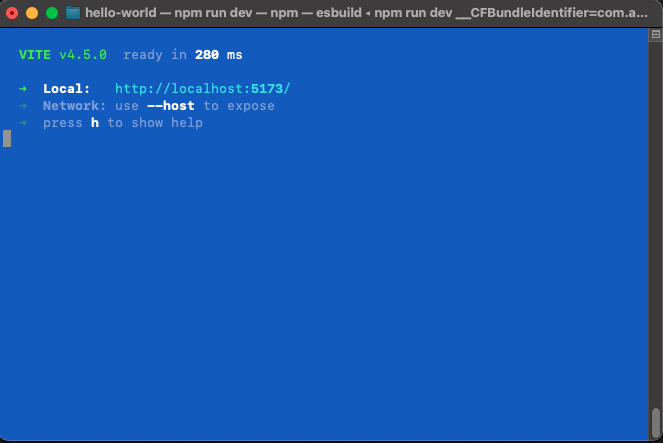 hello-world — npm run dev — npm — esbuild ◂ npm run dev __CFBundleIdentifier=com.a...
VITE v4.5.0  ready in 280 ms
➜  Local:   http://localhost:5173/
➜  Network: use --host to expose
➜  press h to show help